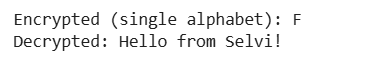 Encrypted (single alphabet): F
Decrypted: Hello from Selvi!